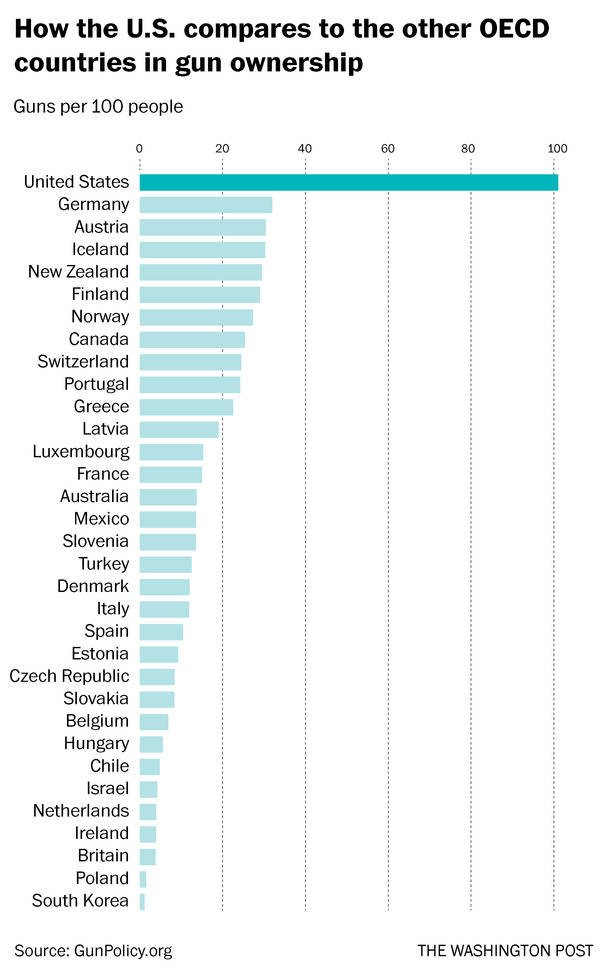 How the U.S. compares to the other OECD
countries in gun ownership
Guns per 100 people
0 20 40 60 80 100
United States
Germany
Austria
Iceland
New Zealand
Finland
Norway
Canada
Switzerland
Portugal
Greece
Latvia
Luxembourg
France
Australia
Mexico
Slovenia
Turkey
Denmark
Italy
Spain
Estonia
Czech Republic
Slovakia
Belgium
Hungary
Chile
Israel
Netherlands
Ireland
Britain
Poland
South Korea
Source: GunPolicy.org THE WASHINGTON POST